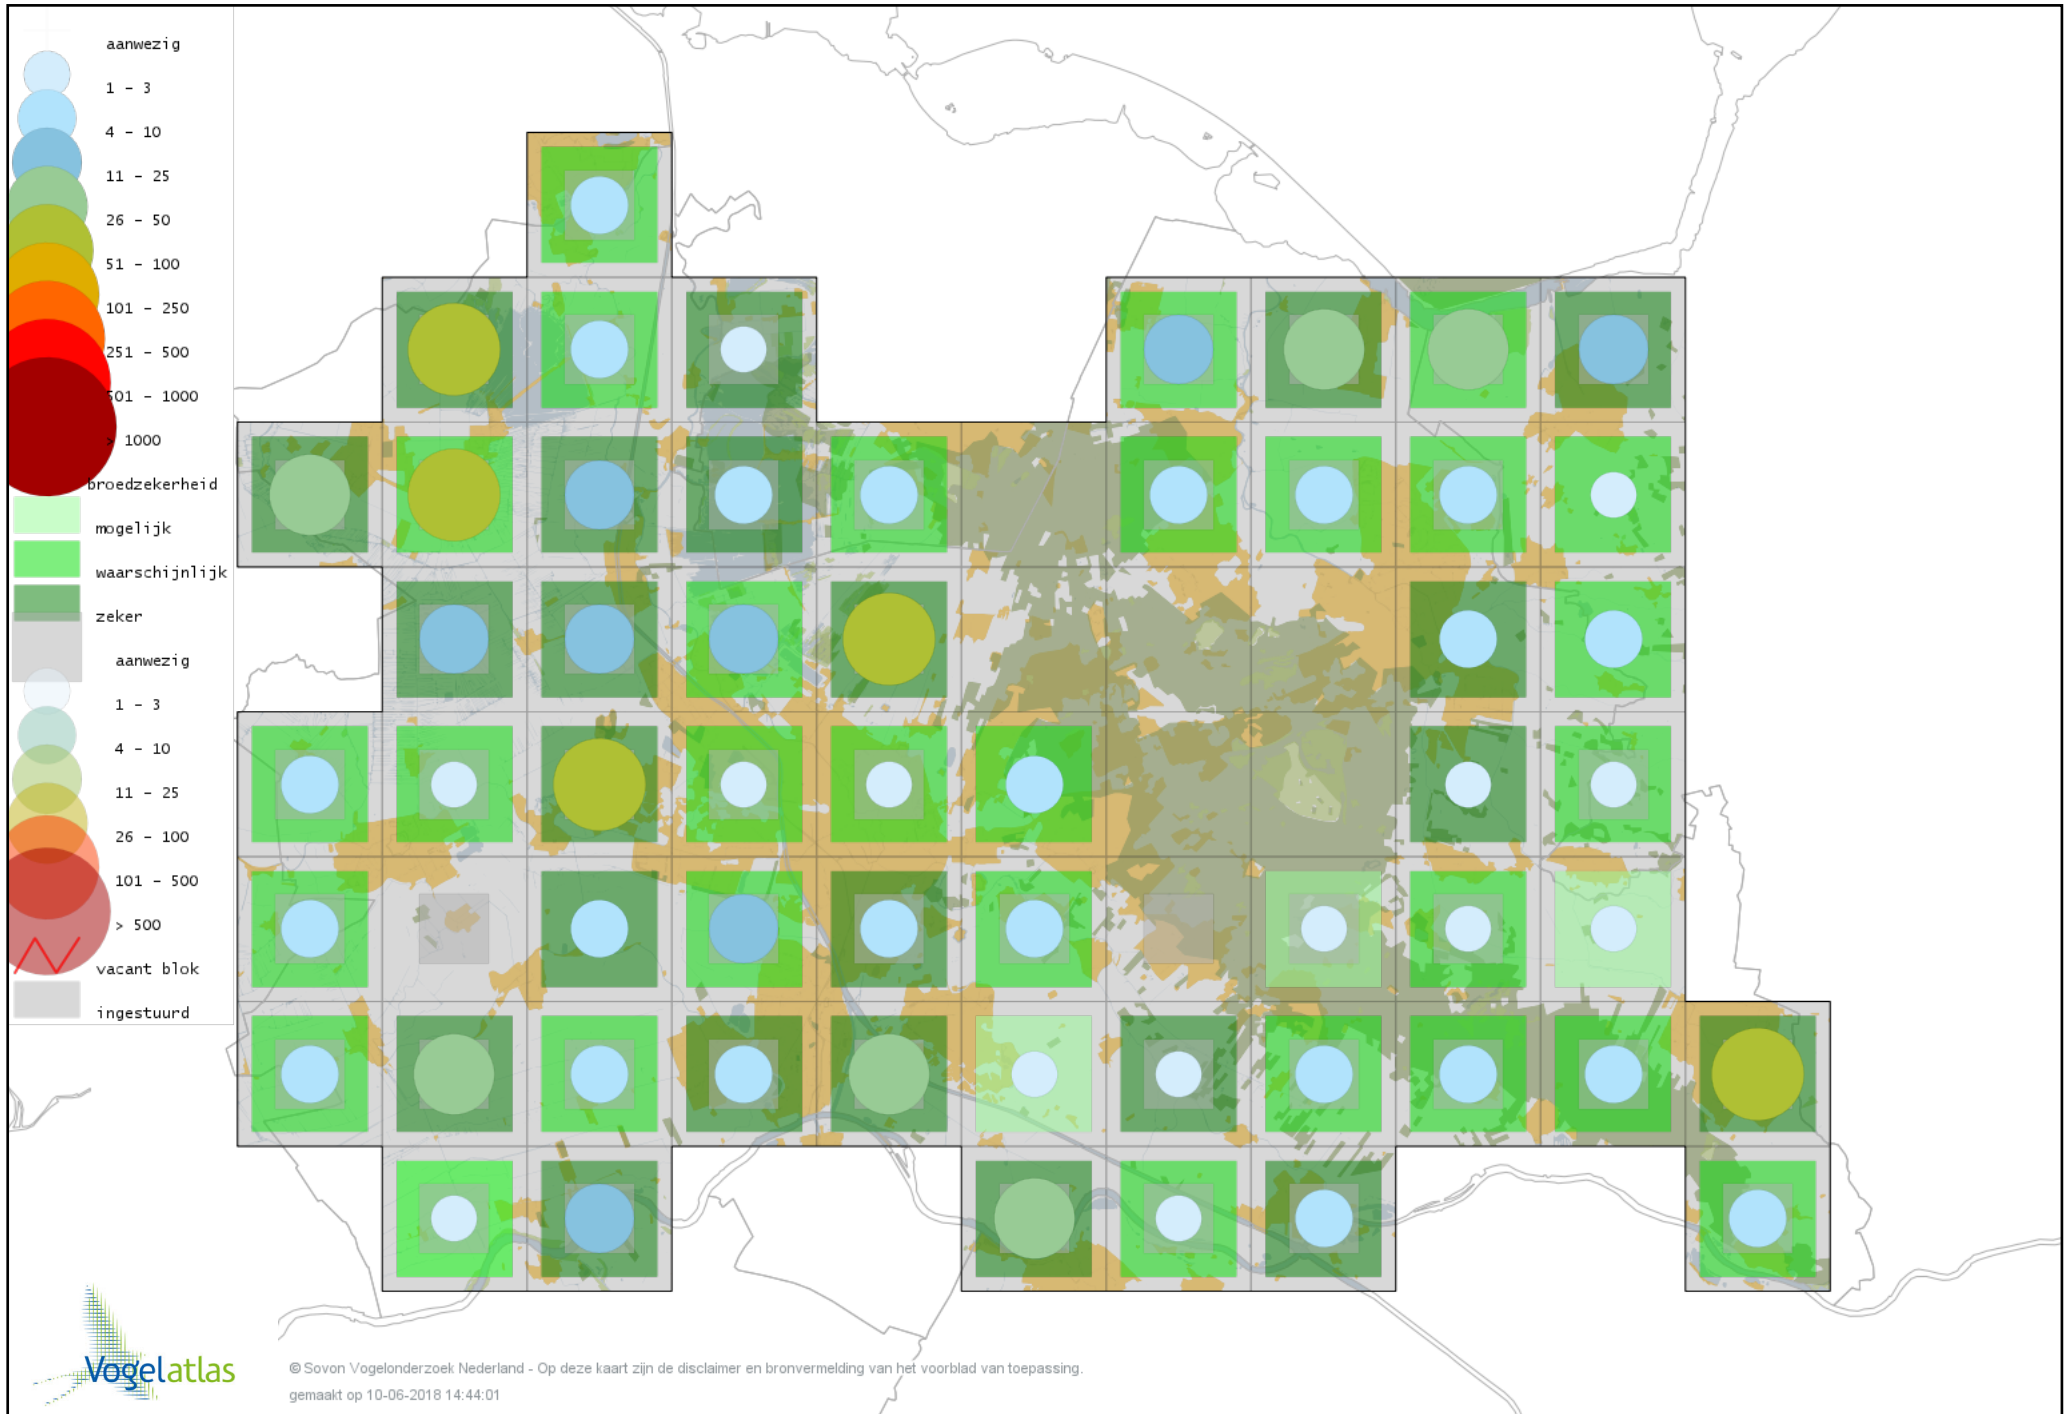 aanwezig
1 - 3
4 - 10
11 - 25
26 - 50
51 - 100
101 - 250
251 - 500
501 - 1000
> 1000
broedzekerheid
mogelijk
waarschijnlijk
zeker
aanwezig
1 - 3
4 - 10
11 - 25
26 - 100
101 - 500
> 500
vacant blok
ingestuurd
Vogelatlas
© Sovon Vogelonderzoek Nederland - Op deze kaart zijn de disclaimer en bronvermelding van het voorblad van toepassing.
gemaakt op 10-06-2018 14:44:01